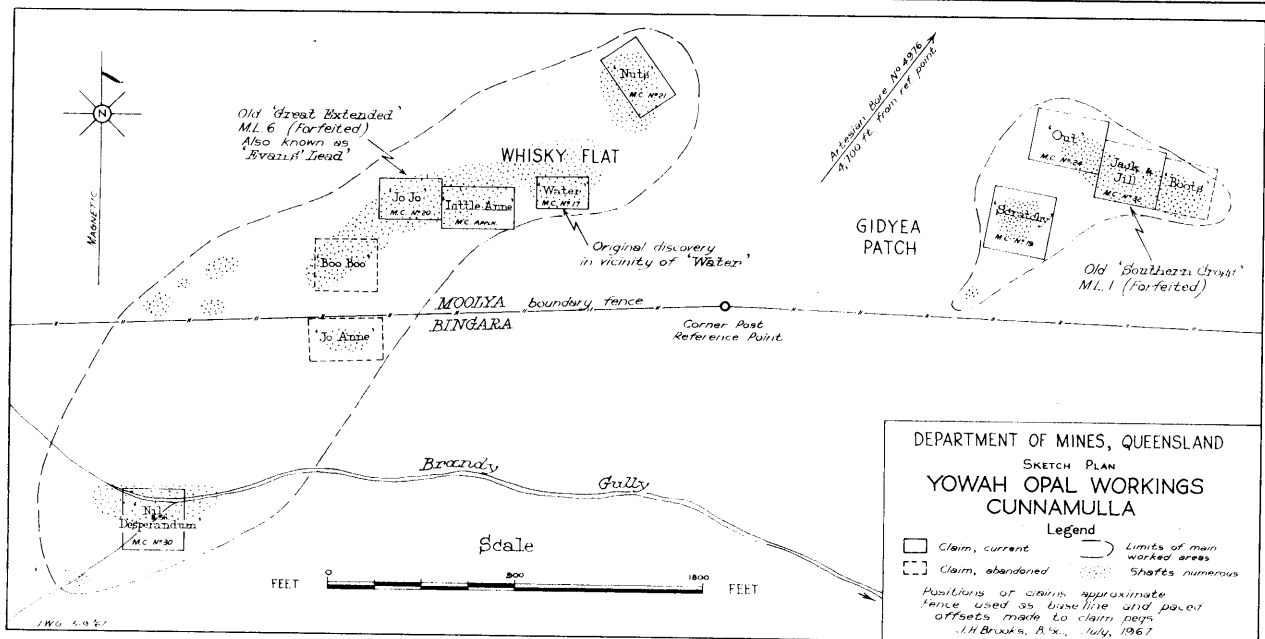 N
MAGNETIC
Old 'Great Extended'
M.L. 6 (Forfeited)
Also known as
'Evans' Lead'
WHISKY FLAT
'Nuts'
M.C. Nº 21
'Jo Jo'
M.C. Nº 20
'Little Anne'
M.C. Appln.
'Water'
M.C. Nº 17
Original discovery
in vicinity of 'Water'
'Boo Boo'
'Jo Anne'
MOOLYA boundary fence
BINGARA
Corner Post
Reference Point
Artesian Bore Nº 4976
4,700 ft. from ref point
GIDYEA
PATCH
'Out'
M.C. Nº 24
'Jack &
Jill'
'Boots'
'Scratchy'
M.C. Nº 19
Old 'Southern Cross'
M.L. 1 (Forfeited)
Brandy Gully
'Nil
Desperandum'
M.C. Nº 30
Scale
FEET 0 900 1800 FEET
DEPARTMENT OF MINES, QUEENSLAND
SKETCH PLAN
YOWAH OPAL WORKINGS
CUNNAMULLA
Legend
Claim, current
Claim, abandoned
Limits of main
worked areas
Shafts numerous
Positions of claims approximate
Fence used as baseline and paced
offsets made to claim pegs
J.H. Brooks, B.Sc., July, 1967